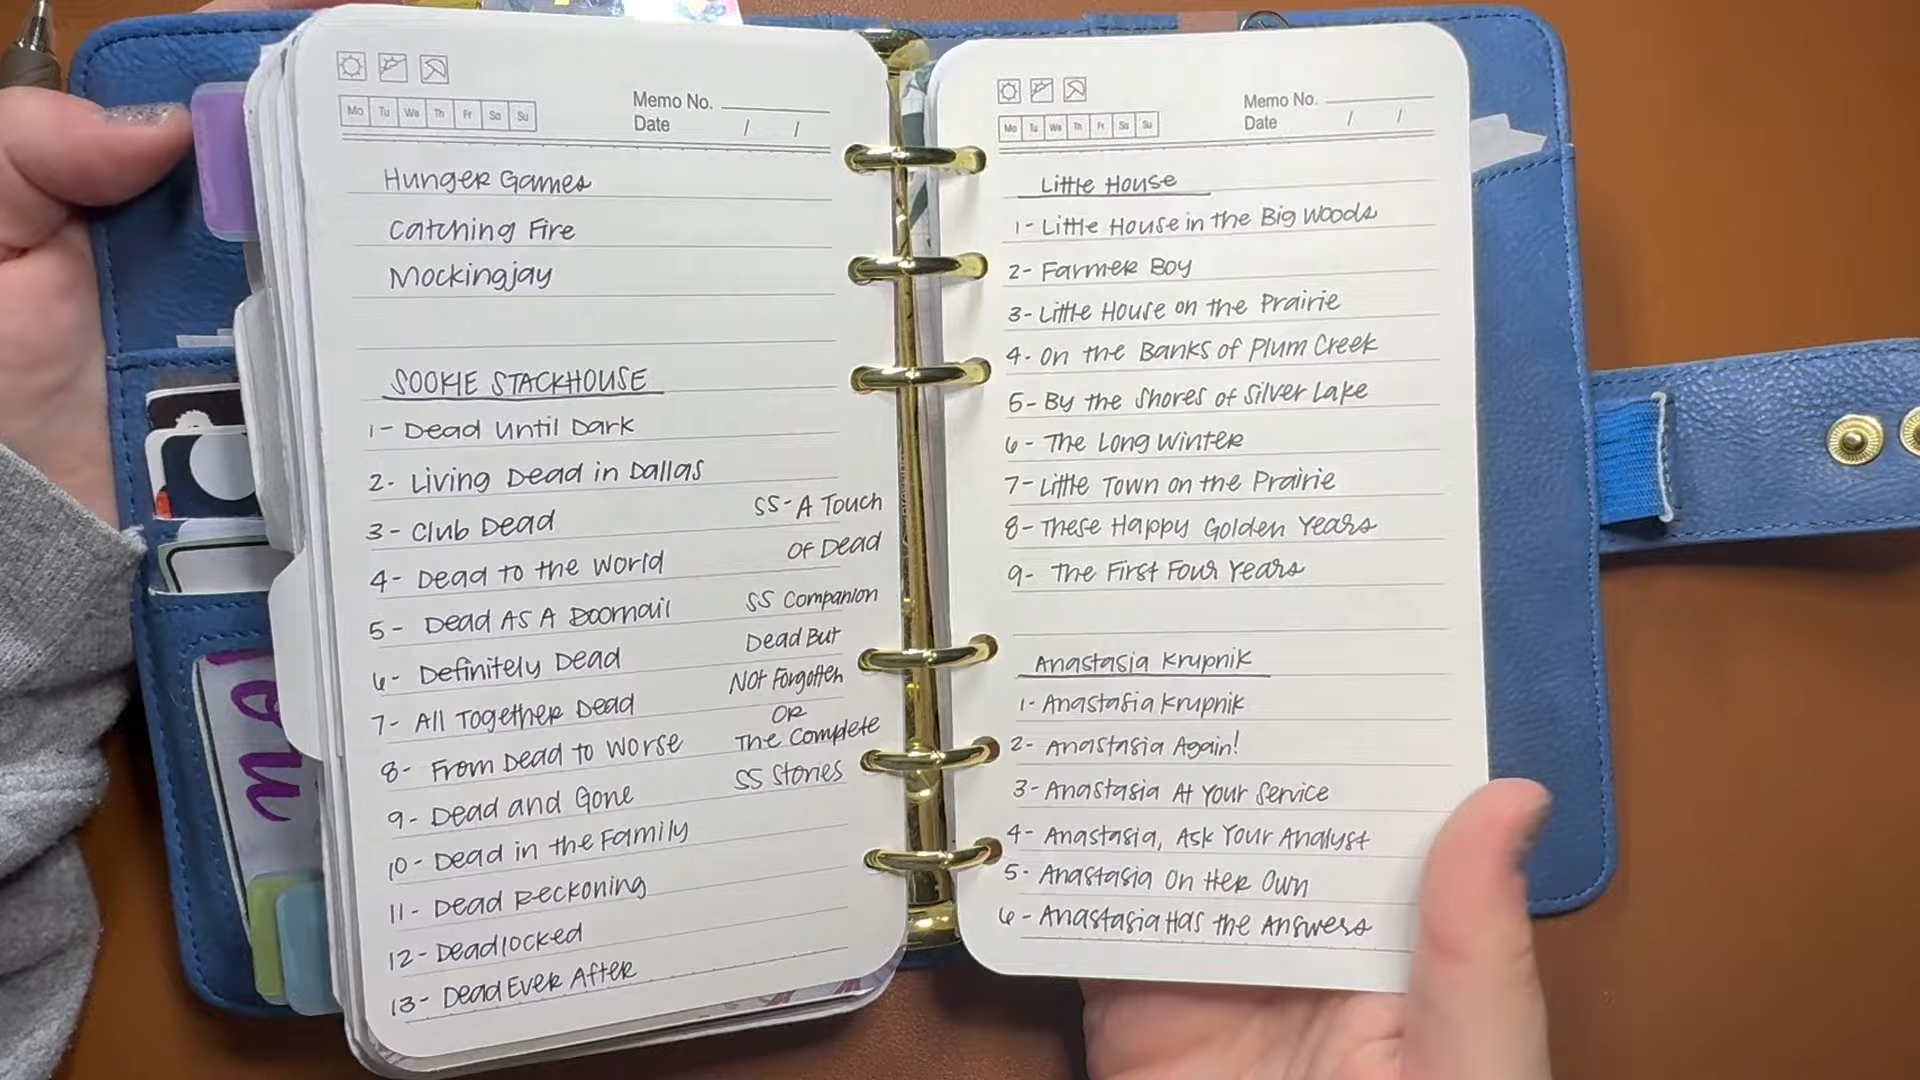 Mo Tu We Th Fr Sa Su
Memo No.
Date / /
Hunger Games
Catching Fire
Mockingjay
SOOKIE STACKHOUSE
1- Dead Until Dark
2- Living Dead in Dallas
3- Club Dead
4- Dead to the World
5- Dead As A Doornail
6- Definitely Dead
7- All Together Dead
8- From Dead to Worse
9- Dead and Gone
10- Dead in the Family
11- Dead Reckoning
12- Deadlocked
13- Dead Ever After
SS-A Touch
Of Dead
SS Companion
Dead But
Not Forgotten
OR
The Complete
SS Stories
Mo Tu We Th Fr Sa Su
Memo No.
Date / /
Little House
1- Little House in the Big Woods
2- Farmer Boy
3- Little House on the Prairie
4- On the Banks of Plum Creek
5- By the Shores of Silver Lake
6- The Long Winter
7- Little Town on the Prairie
8- These Happy Golden Years
9- The First Four Years
Anastasia Krupnik
1- Anastasia Krupnik
2- Anastasia Again!
3- Anastasia At Your Service
4- Anastasia, Ask Your Analyst
5- Anastasia On Her Own
6- Anastasia Has the Answers